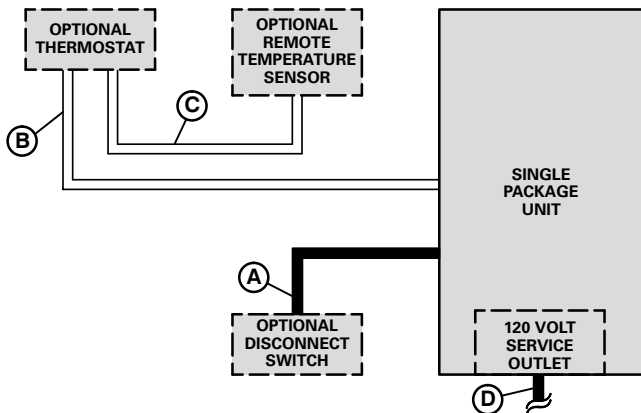 OPTIONAL
THERMOSTAT
OPTIONAL
REMOTE
TEMPERATURE
SENSOR
B
C
SINGLE
PACKAGE
UNIT
A
OPTIONAL
DISCONNECT
SWITCH
120 VOLT
SERVICE
OUTLET
D